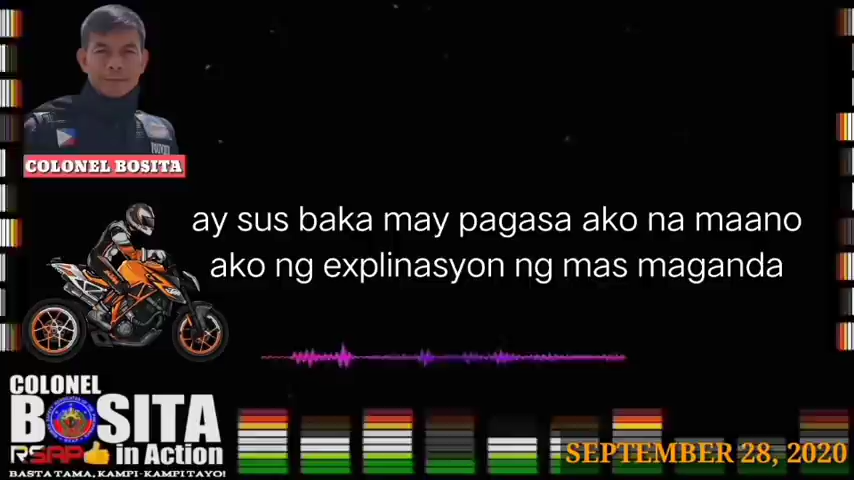 COLONEL BOSITA
ay sus baka may pagasa ako na maano
ako ng explinasyon ng mas maganda
COLONEL
BOSITA
RSAP in Action
BASTA TAMA, KAMPI-KAMPI TAYO!
SEPTEMBER 28, 2020